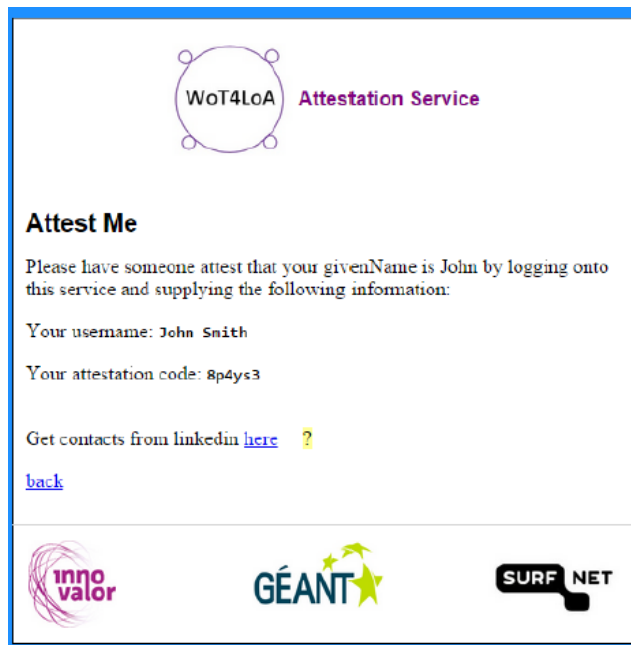 WoT4LoA Attestation Service
Attest Me
Please have someone attest that your givenName is John by logging onto
this service and supplying the following information:
Your username: John Smith
Your attestation code: 8p4ys3
Get contacts from linkedin here ?
back
inno
valor
GÉANT
SURF NET